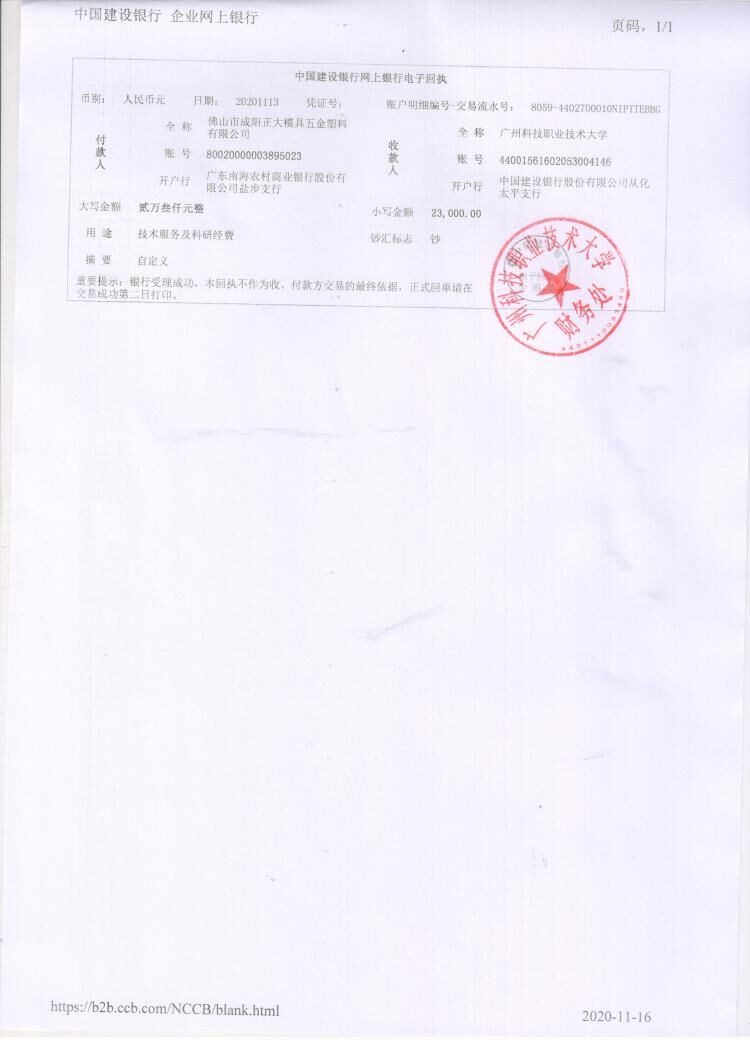 中国建设银行 企业网上银行
页码，1/1
中国建设银行网上银行电子回执
币别： 人民币元 日期： 20201113 凭证号： 账户明细编号-交易流水号： 8059-4402700010NIPTTEBBG
付款人
全 称 佛山市成阳正大模具五金塑料
有限公司
账 号 80020000003895023
开户行 广东南海农村商业银行股份有
限公司盐步支行
收款人
全 称 广州科技职业技术大学
账 号 44001561602053004146
开户行 中国建设银行股份有限公司从化
太平支行
大写金额 贰万叁仟元整 小写金额 23,000.00
用 途 技术服务及科研经费 钞汇标志 钞
摘 要 自定义
重要提示：银行受理成功，本回执不作为收、付款方交易的最终依据，正式回单请在
交易成功第二日打印。
广州科技职业技术大学
财务处
https://b2b.ccb.com/NCCB/blank.html
2020-11-16